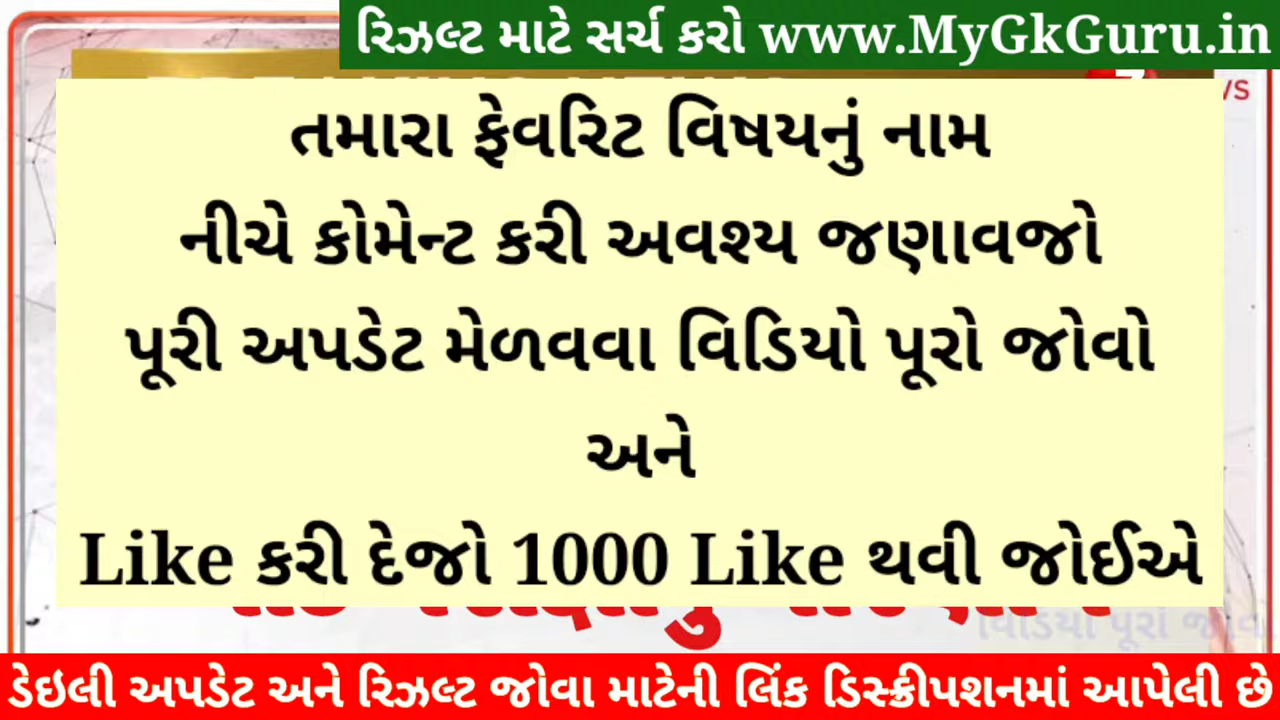 રિઝલ્ટ માટે સર્ચ કરો www.MyGkGuru.in
તમારા ફેવરિટ વિષયનું નામ
નીચે કોમેન્ટ કરી અવશ્ય જણાવજો
પૂરી અપડેટ મેળવવા વિડિયો પૂરો જોવો
અને
Like કરી દેજો 1000 Like થવી જોઈએ
વિડિયો પૂરો
ડેઇલી અપડેટ અને રિઝલ્ટ જોવા માટેની લિંક ડિસ્ક્રીપશનમાં આપેલી છે